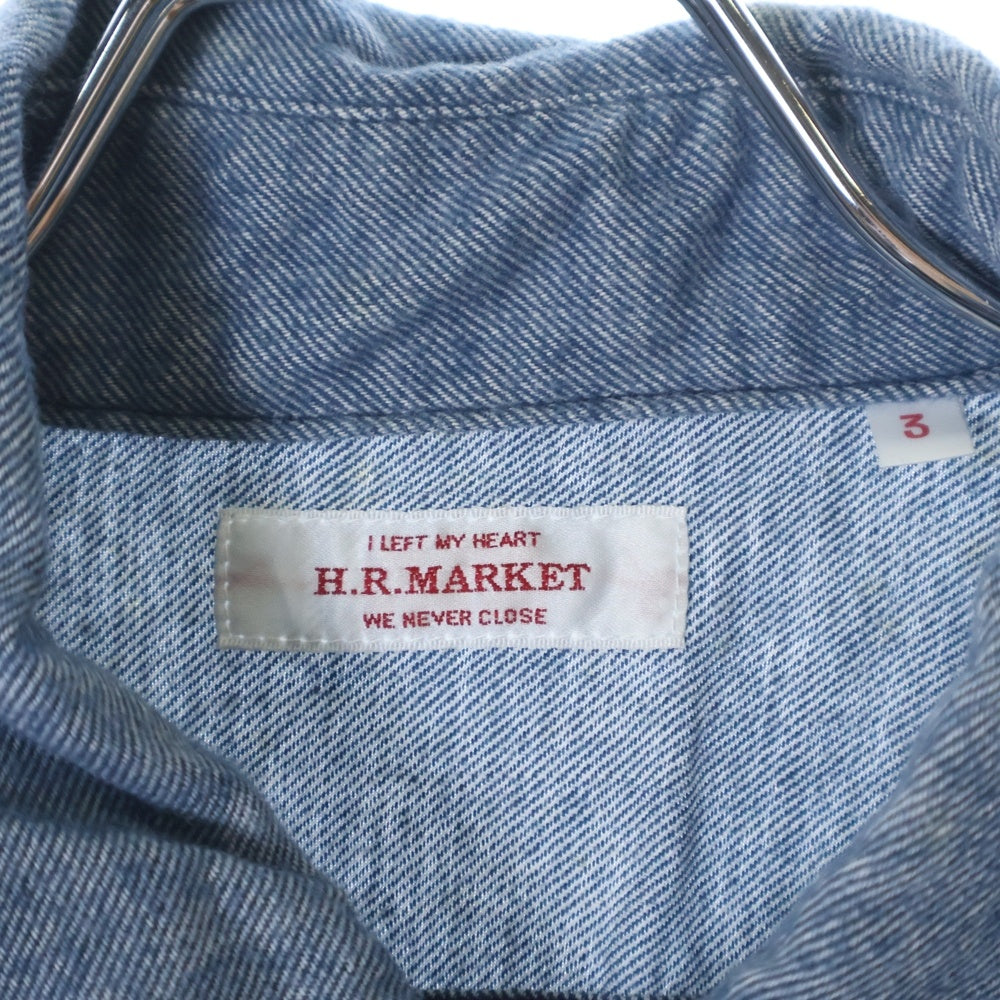 3
I LEFT MY HEART
H.R.MARKET
WE NEVER CLOSE